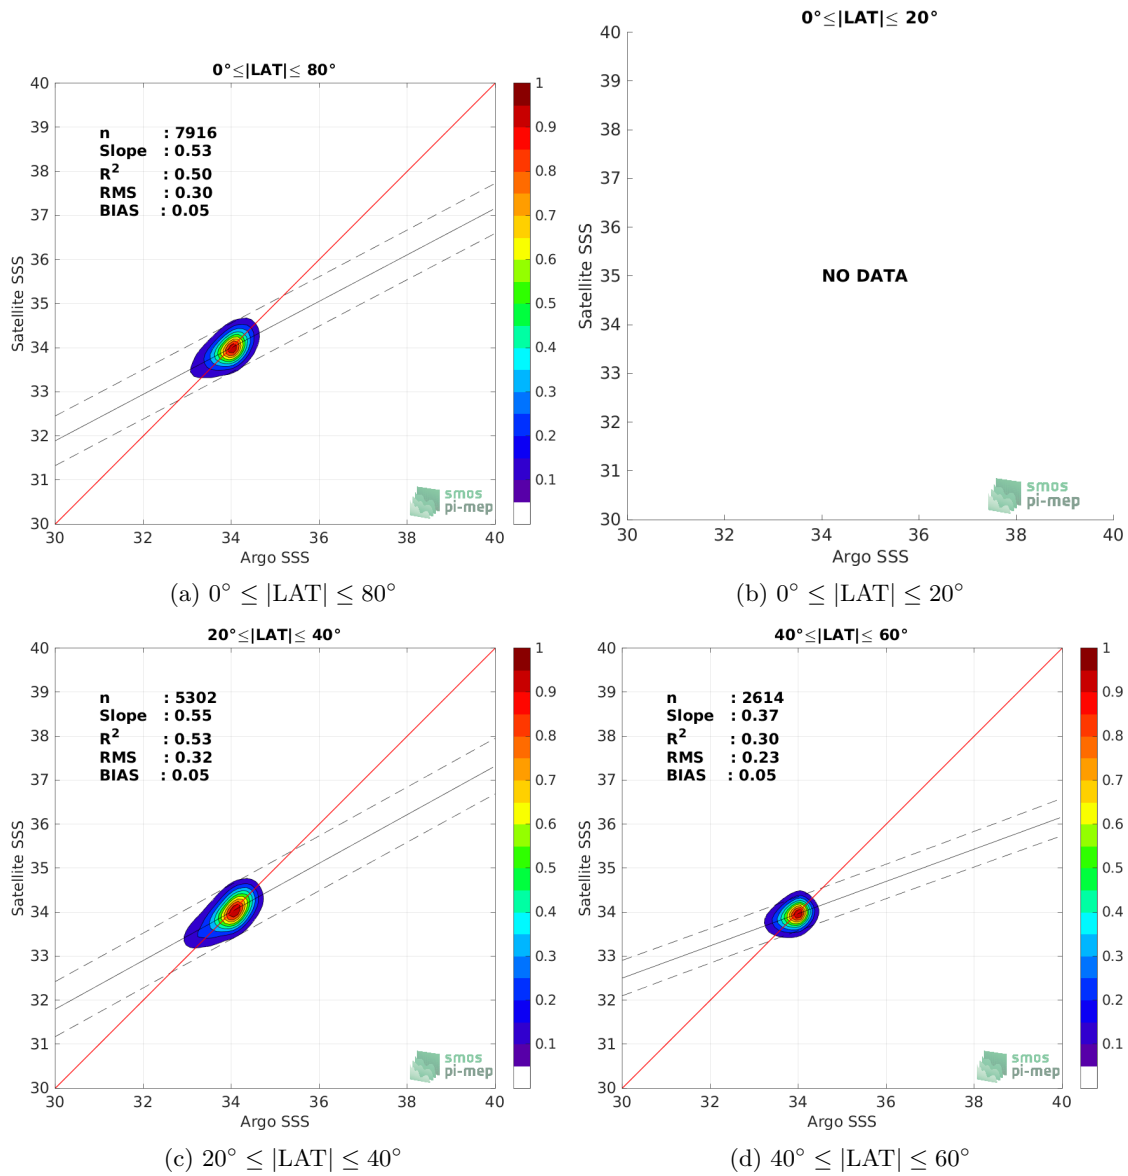 0°≤|LAT|≤ 80°
n : 7916
Slope : 0.53
R² : 0.50
RMS : 0.30
BIAS : 0.05
40
39
38
37
36
35
34
33
32
31
30
30 32 34 36 38 40
Satellite SSS
Argo SSS
1
0.9
0.8
0.7
0.6
0.5
0.4
0.3
0.2
0.1
smos
pi-mep
(a) 0° ≤ |LAT| ≤ 80°
0°≤|LAT|≤ 20°
40
39
38
37
36
35
34
33
32
31
30
30 32 34 36 38 40
Satellite SSS
NO DATA
Argo SSS
smos
pi-mep
(b) 0° ≤ |LAT| ≤ 20°
20°≤|LAT|≤ 40°
n : 5302
Slope : 0.55
R² : 0.53
RMS : 0.32
BIAS : 0.05
40
39
38
37
36
35
34
33
32
31
30
30 32 34 36 38 40
Satellite SSS
Argo SSS
1
0.9
0.8
0.7
0.6
0.5
0.4
0.3
0.2
0.1
smos
pi-mep
(c) 20° ≤ |LAT| ≤ 40°
40°≤|LAT|≤ 60°
n : 2614
Slope : 0.37
R² : 0.30
RMS : 0.23
BIAS : 0.05
40
39
38
37
36
35
34
33
32
31
30
30 32 34 36 38 40
Satellite SSS
Argo SSS
1
0.9
0.8
0.7
0.6
0.5
0.4
0.3
0.2
0.1
smos
pi-mep
(d) 40° ≤ |LAT| ≤ 60°